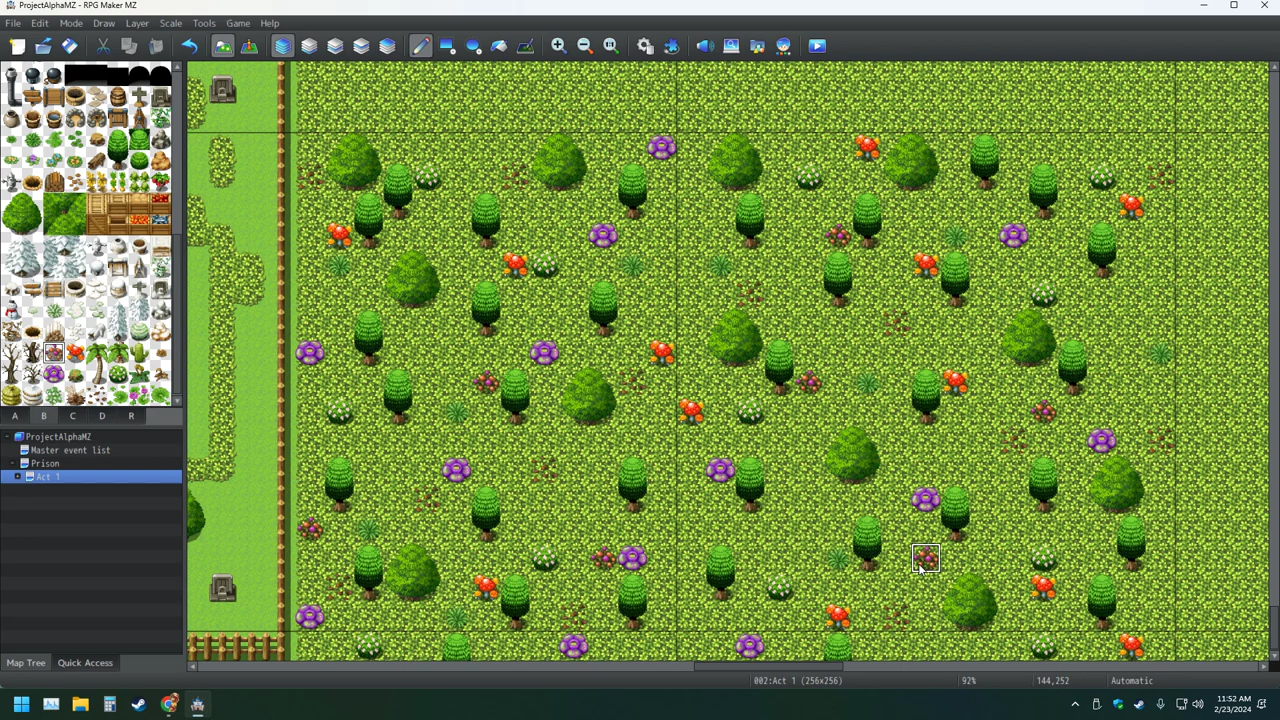 ProjectAlphaMZ - RPG Maker MZ
File Edit Mode Draw Layer Scale Tools Game Help
A B C D R
ProjectAlphaMZ
Master event list
Prison
Act 1
Map Tree Quick Access
002:Act 1 (256x256) 92% 144,252 Automatic
11:52 AM
2/23/2024